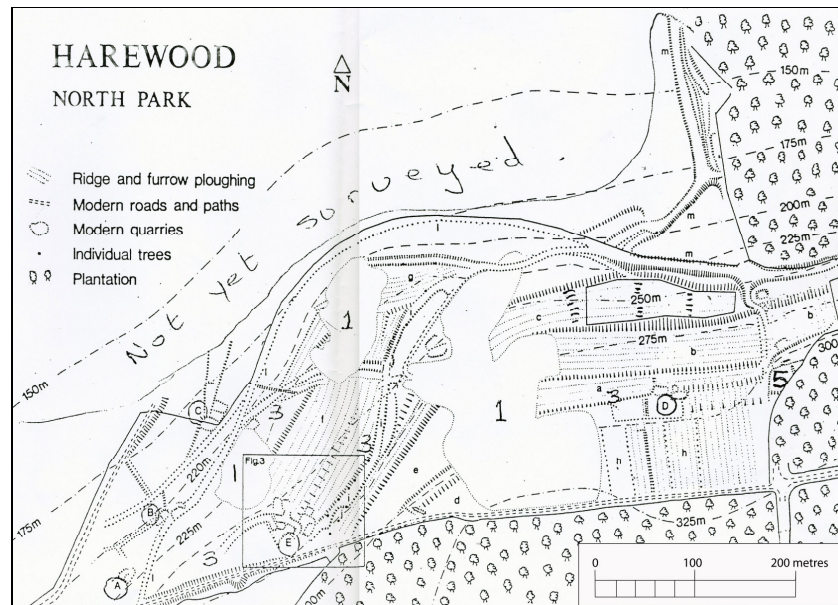 HAREWOOD
NORTH PARK
N
Ridge and furrow ploughing
Modern roads and paths
Modern quarries
Individual trees
Plantation
Not yet surveyed.
m
150m
175m
m
200m
225m
m
l
g
1
250m
c
275m
b
b
300
j
5
150m
a
3
1
D
C
3
f
3
220m
1
Fig.3
h
h
e
d
B
175m
225m
E
325m
3
A
00m
0
100
200 metres